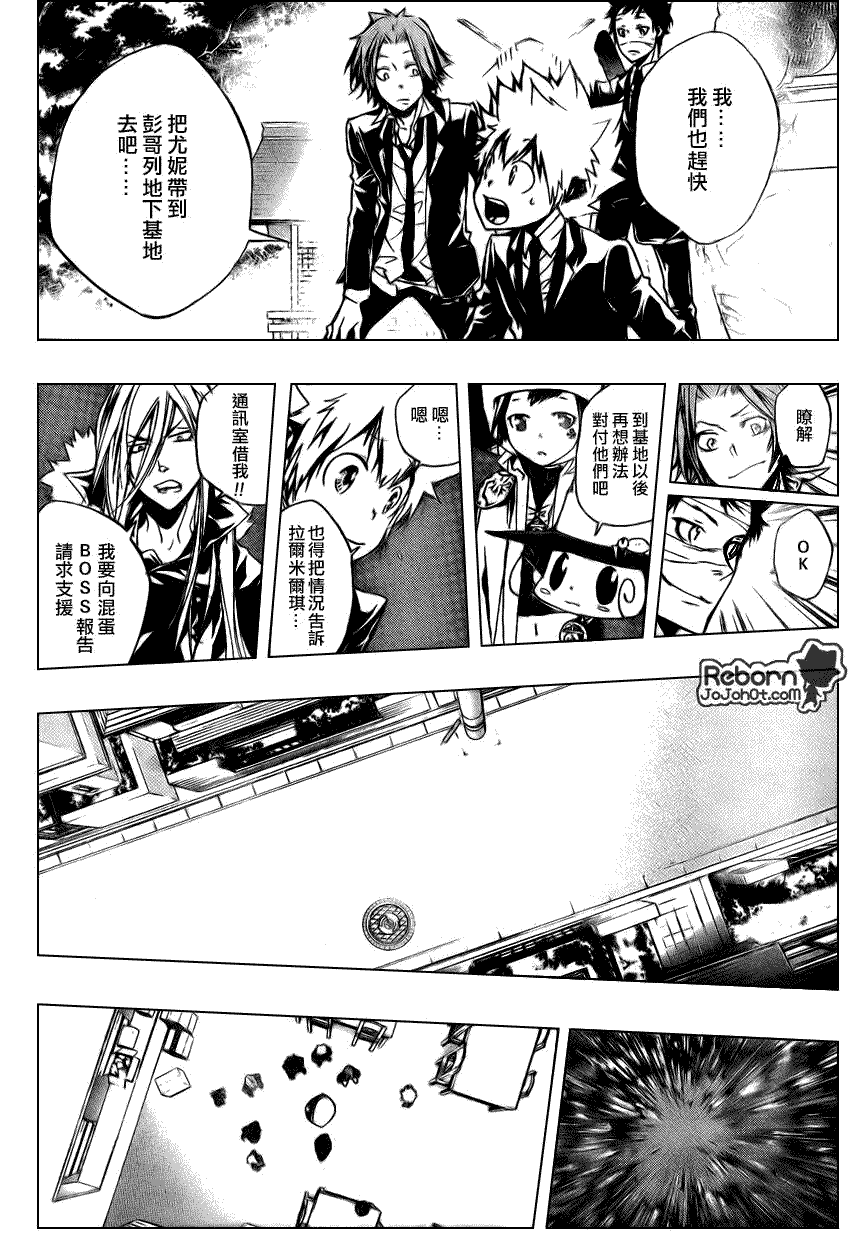 我……
我們也趕快
把尤妮帶到
彭哥列地下基地
去吧……
瞭解
OK
到基地以後
再想辦法
對付他們吧
嗯…
嗯
也得把情況告訴
拉爾米爾琪…
通訊室借我!!
我要向混蛋
BOSS報告
請求支援
Reborn
JoJoHot.com